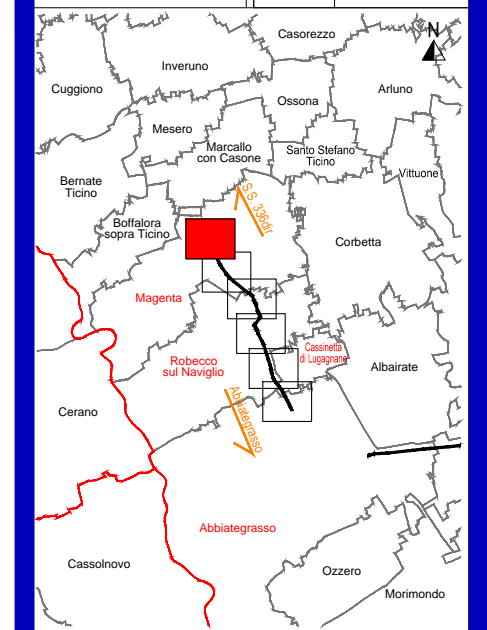 N
Casorezzo
Inveruno
Cuggiono
Arluno
Ossona
Mesero
Marcallo
con Casone
Santo Stefano
Ticino
Vittuone
Bernate
Ticino
S.S. 336dir
Boffalora
sopra Ticino
Corbetta
Magenta
Cassinetta
di Lugagnano
Robecco
sul Naviglio
Albairate
Abbiategrasso
Cerano
Abbiategrasso
Cassolnovo
Ozzero
Morimondo